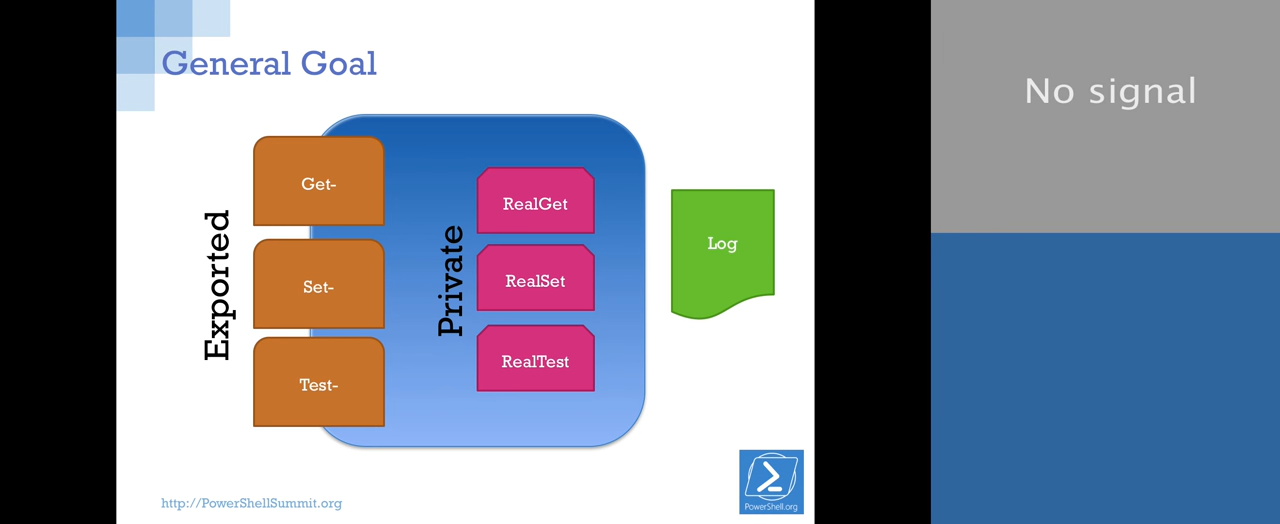 General Goal
Exported
Get-
Set-
Test-
Private
RealGet
RealSet
RealTest
Log
http://PowerShellSummit.org
PowerShell.org
No signal